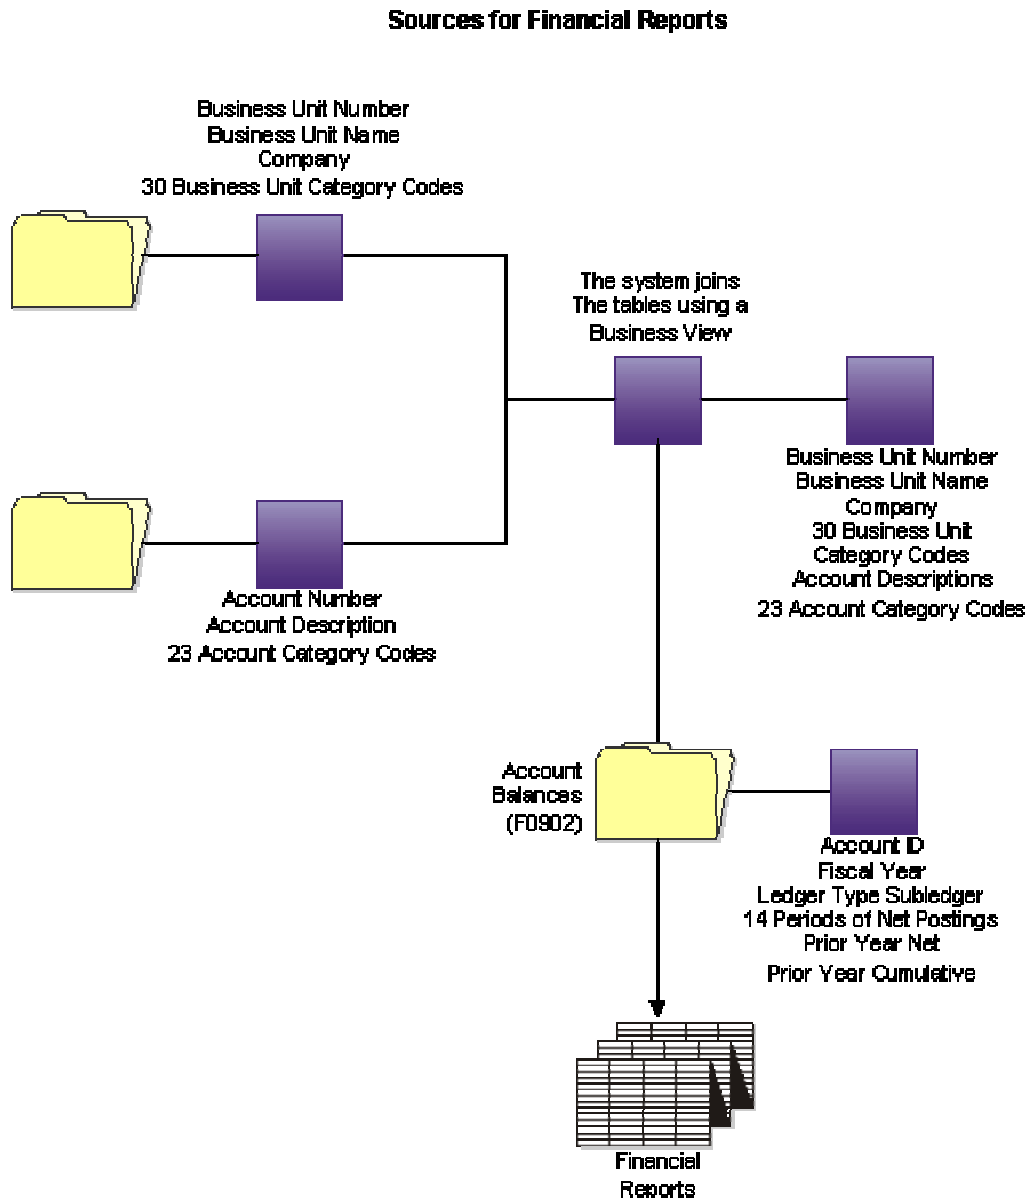 Sources for Financial Reports
Business Unit Number
Business Unit Name
Company
30 Business Unit Category Codes
The system joins
The tables using a
Business View
Business Unit Number
Business Unit Name
Company
30 Business Unit
Category Codes
Account Descriptions
23 Account Category Codes
Account Number
Account Description
23 Account Category Codes
Account
Balances
(F0902)
Account ID
Fiscal Year
Ledger Type Subledger
14 Periods of Net Postings
Prior Year Net
Prior Year Cumulative
Financial
Reports